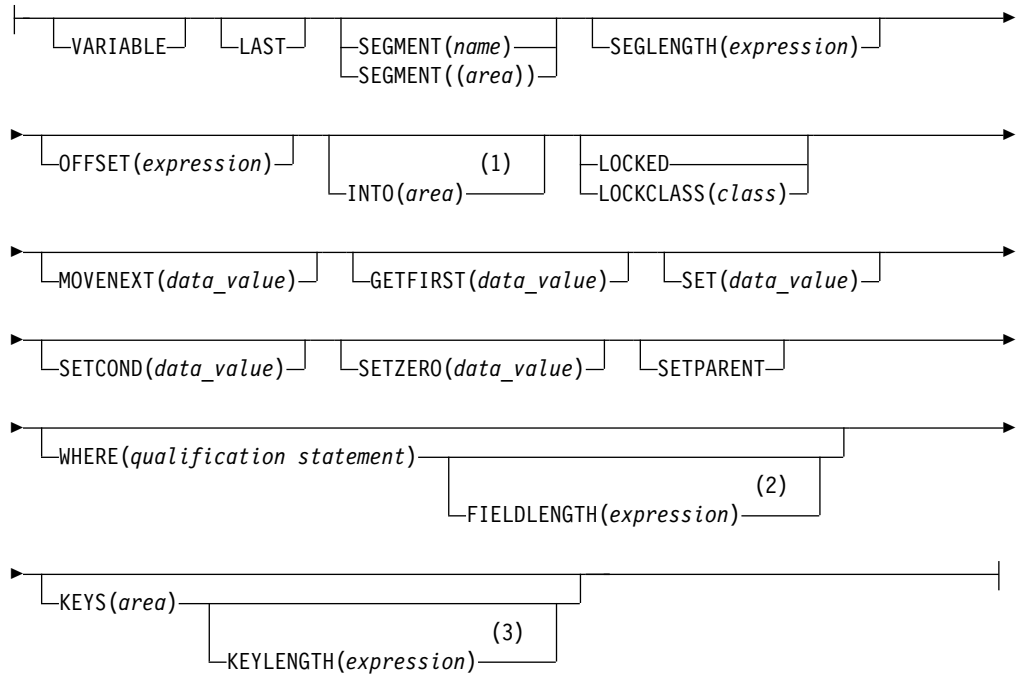 VARIABLE LAST SEGMENT(name) SEGLENGTH(expression)
SEGMENT((area))
OFFSET(expression) (1) LOCKED
INTO(area) LOCKCLASS(class)
MOVENEXT(data_value) GETFIRST(data_value) SET(data_value)
SETCOND(data_value) SETZERO(data_value) SETPARENT
WHERE(qualification statement)
(2)
FIELDLENGTH(expression)
KEYS(area)
(3)
KEYLENGTH(expression)